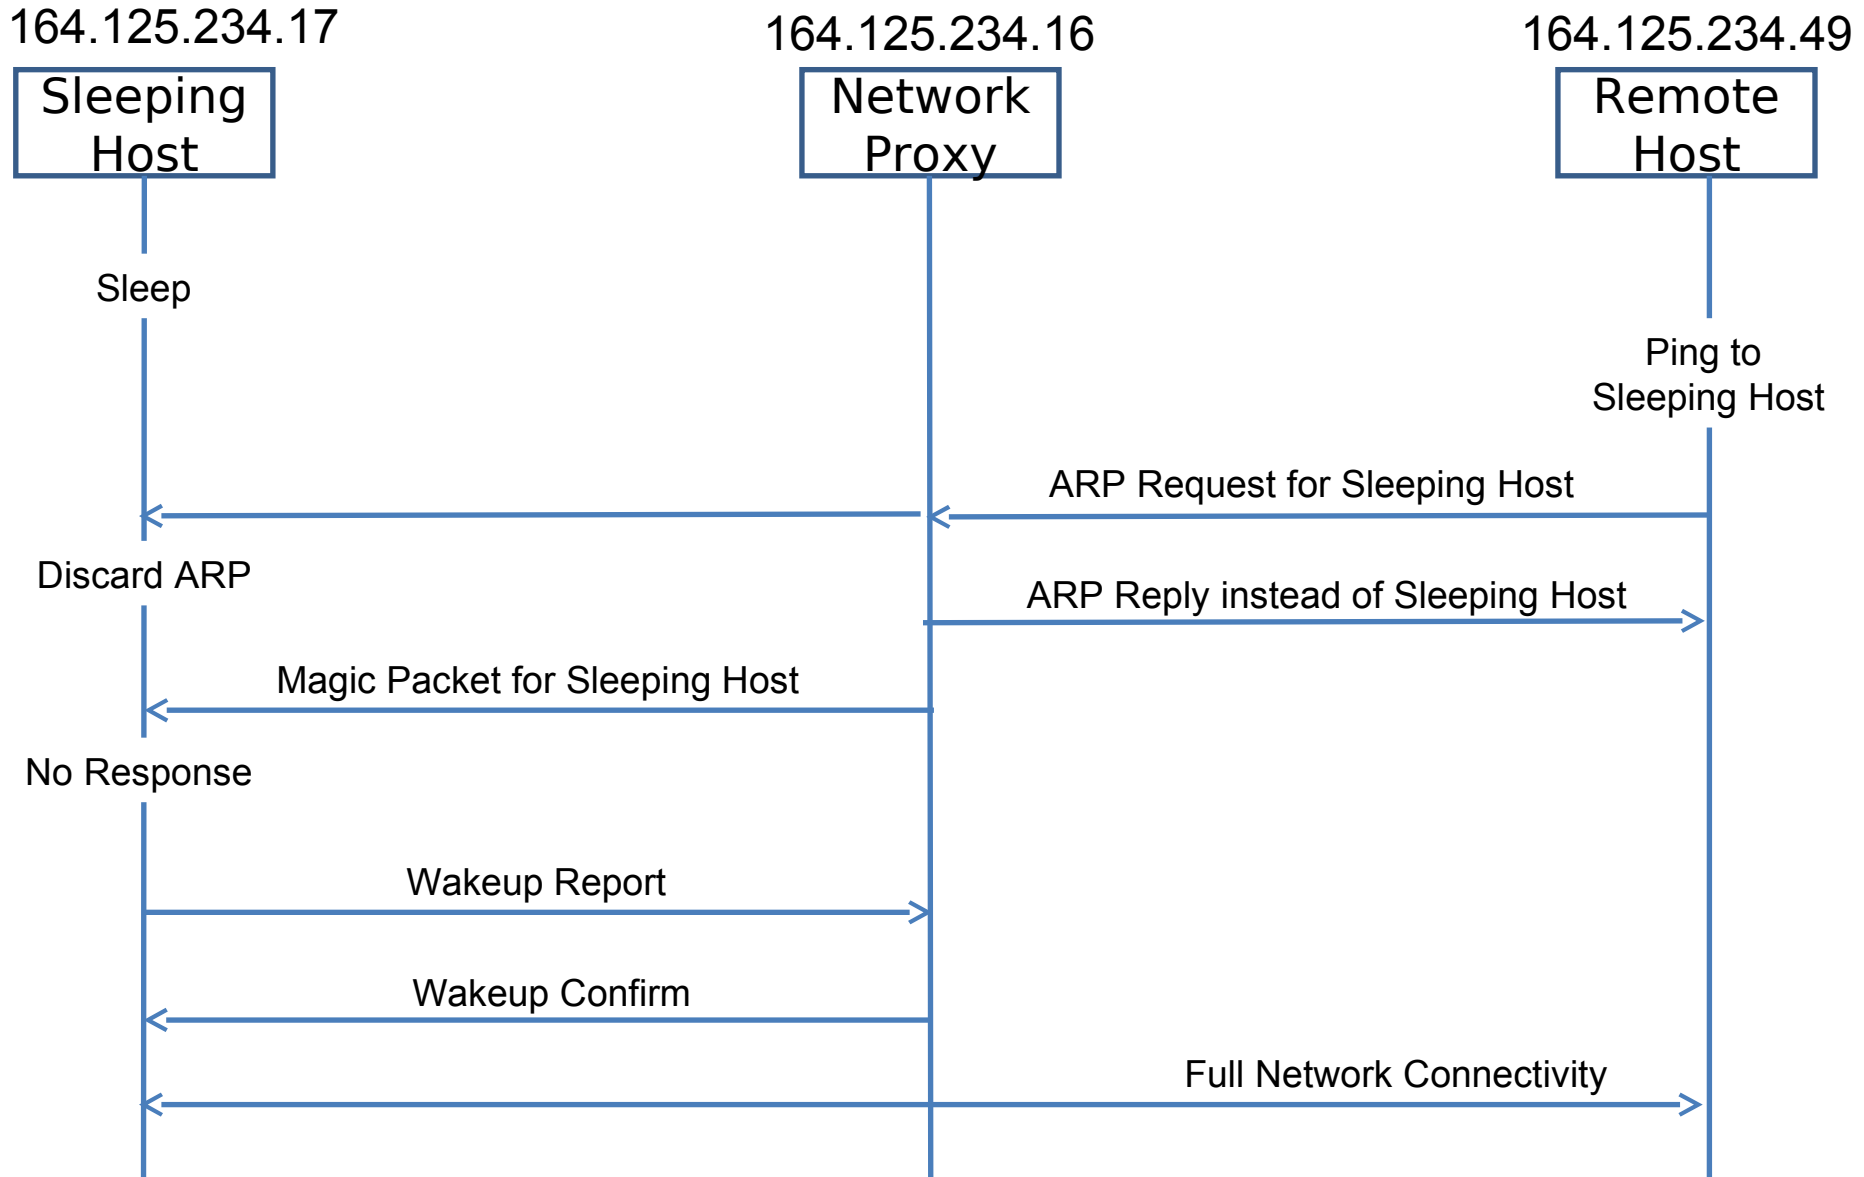 164.125.234.17
164.125.234.16
164.125.234.49
Sleeping
Host
Network
Proxy
Remote
Host
Sleep
Ping to
Sleeping Host
ARP Request for Sleeping Host
Discard ARP
ARP Reply instead of Sleeping Host
Magic Packet for Sleeping Host
No Response
Wakeup Report
Wakeup Confirm
Full Network Connectivity